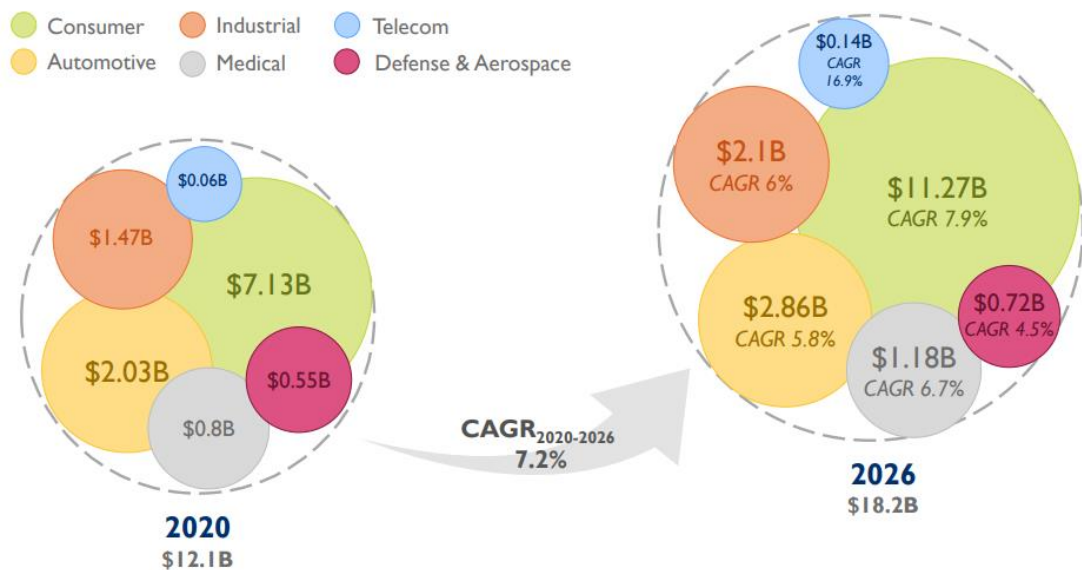 Consumer
Industrial
Telecom
Automotive
Medical
Defense & Aerospace
$0.06B
$1.47B
$7.13B
$2.03B
$0.55B
$0.8B
2020
$12.1B
CAGR2020-2026
7.2%
$0.14B
CAGR
16.9%
$2.1B
CAGR 6%
$11.27B
CAGR 7.9%
$2.86B
CAGR 5.8%
$0.72B
CAGR 4.5%
$1.18B
CAGR 6.7%
2026
$18.2B